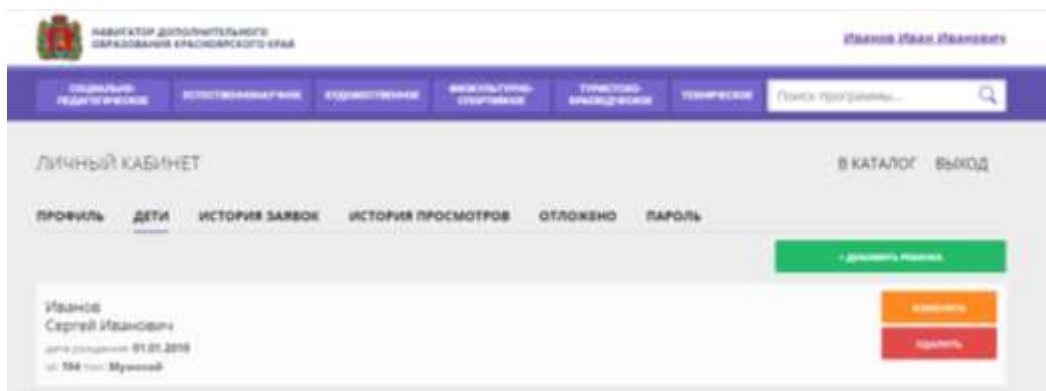 НАВИГАТОР ДОПОЛНИТЕЛЬНОГО
ОБРАЗОВАНИЯ КРАСНОЯРСКОГО КРАЯ
Иванов Иван Иванович
СОЦИАЛЬНО-
ПЕДАГОГИЧЕСКОЕ
ЕСТЕСТВЕННОНАУЧНОЕ
ХУДОЖЕСТВЕННОЕ
ФИЗКУЛЬТУРНО-
СПОРТИВНОЕ
ТУРИСТСКО-
КРАЕВЕДЧЕСКОЕ
ТЕХНИЧЕСКОЕ
Поиск программы...
ЛИЧНЫЙ КАБИНЕТ
В КАТАЛОГ ВЫХОД
ПРОФИЛЬ ДЕТИ ИСТОРИЯ ЗАЯВОК ИСТОРИЯ ПРОСМОТРОВ ОТЛОЖЕНО ПАРОЛЬ
+ ДОБАВИТЬ РЕБЕНКА
Иванов
Сергей Иванович
дата рождения: 01.01.2010
пол: Мужской
ИЗМЕНИТЬ
УДАЛИТЬ